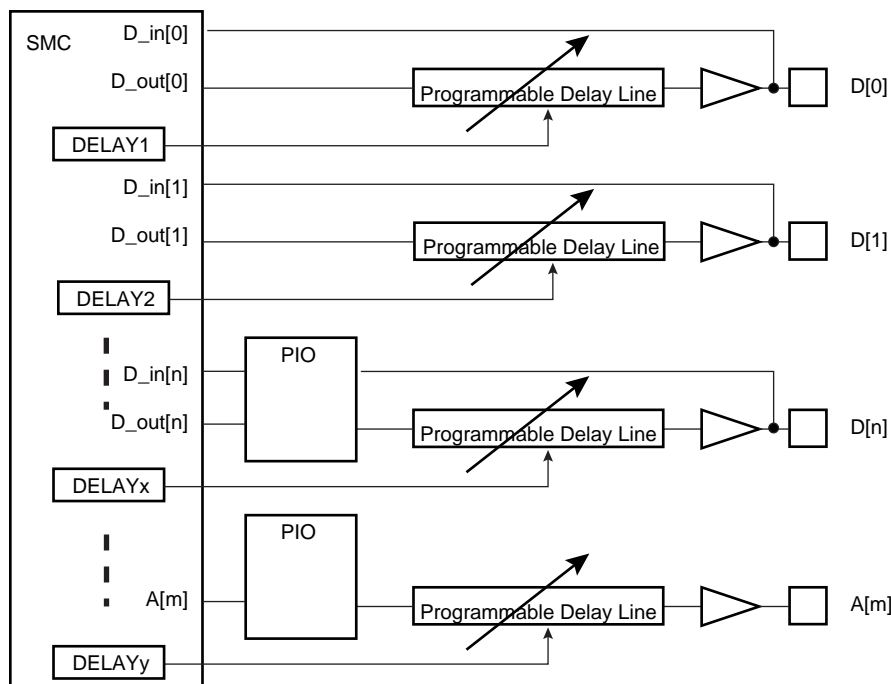 SMC
D_in[0]
D_out[0]
Programmable Delay Line
D[0]
DELAY1
D_in[1]
D_out[1]
Programmable Delay Line
D[1]
DELAY2
PIO
D_in[n]
D_out[n]
Programmable Delay Line
D[n]
DELAYx
PIO
A[m]
Programmable Delay Line
A[m]
DELAYy